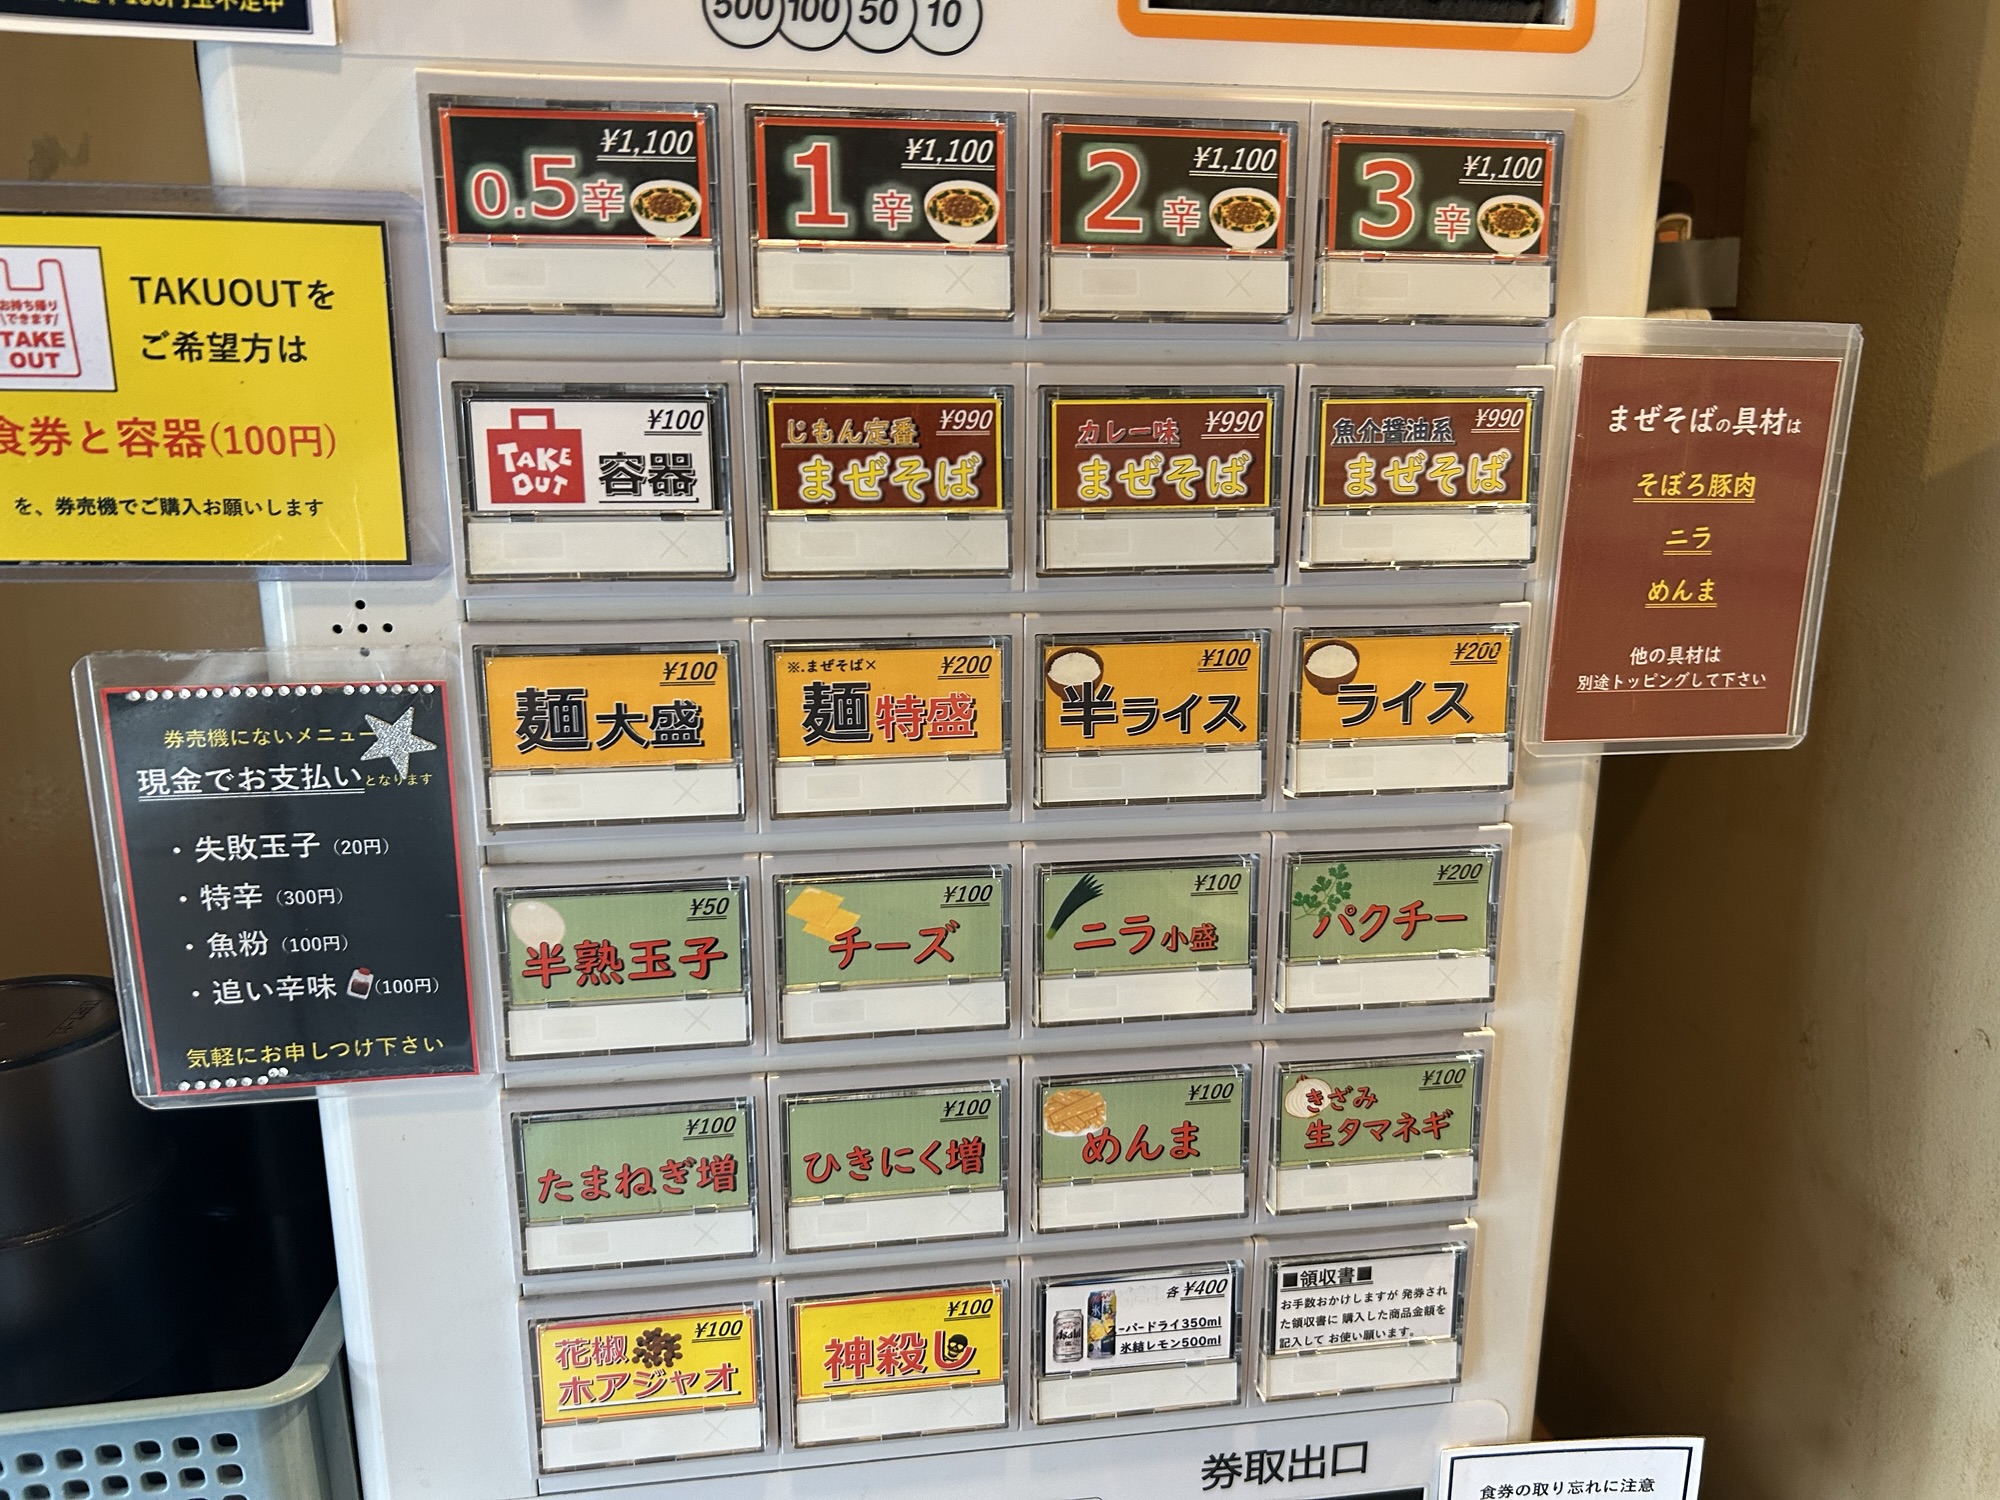 500 100 50 10
¥1,100
0.5辛
¥1,100
1辛
¥1,100
2辛
¥1,100
3辛
お持ち帰り
できます
TAKE
OUT
TAKUOUTを
ご希望方は
食券と容器(100円)
を、券売機でご購入お願いします
¥100
TAKE
OUT
容器
じもん定番 ¥990
まぜそば
カレー味 ¥990
まぜそば
魚介醤油系 ¥990
まぜそば
まぜそばの具材は
そぼろ豚肉
ニラ
めんま
他の具材は
別途トッピングして下さい
¥100
麺大盛
※.まぜそば× ¥200
麺特盛
¥100
半ライス
¥200
ライス
券売機にないメニュー
現金でお支払いとなります
・失敗玉子(20円)
・特辛(300円)
・魚粉(100円)
・追い辛味(100円)
気軽にお申しつけ下さい
¥50
半熟玉子
¥100
チーズ
¥100
ニラ小盛
¥200
パクチー
¥100
たまねぎ増
¥100
ひきにく増
¥100
めんま
¥100
きざみ
生タマネギ
¥100
花椒
ホアジャオ
¥100
神殺し
各¥400
Asahi
スーパードライ350ml
氷結レモン500ml
■領収書■
お手数おかけしますが 発券され
た領収書に 購入した商品金額を
記入して お使い願います。
券取出口
食券の取り忘れに注意